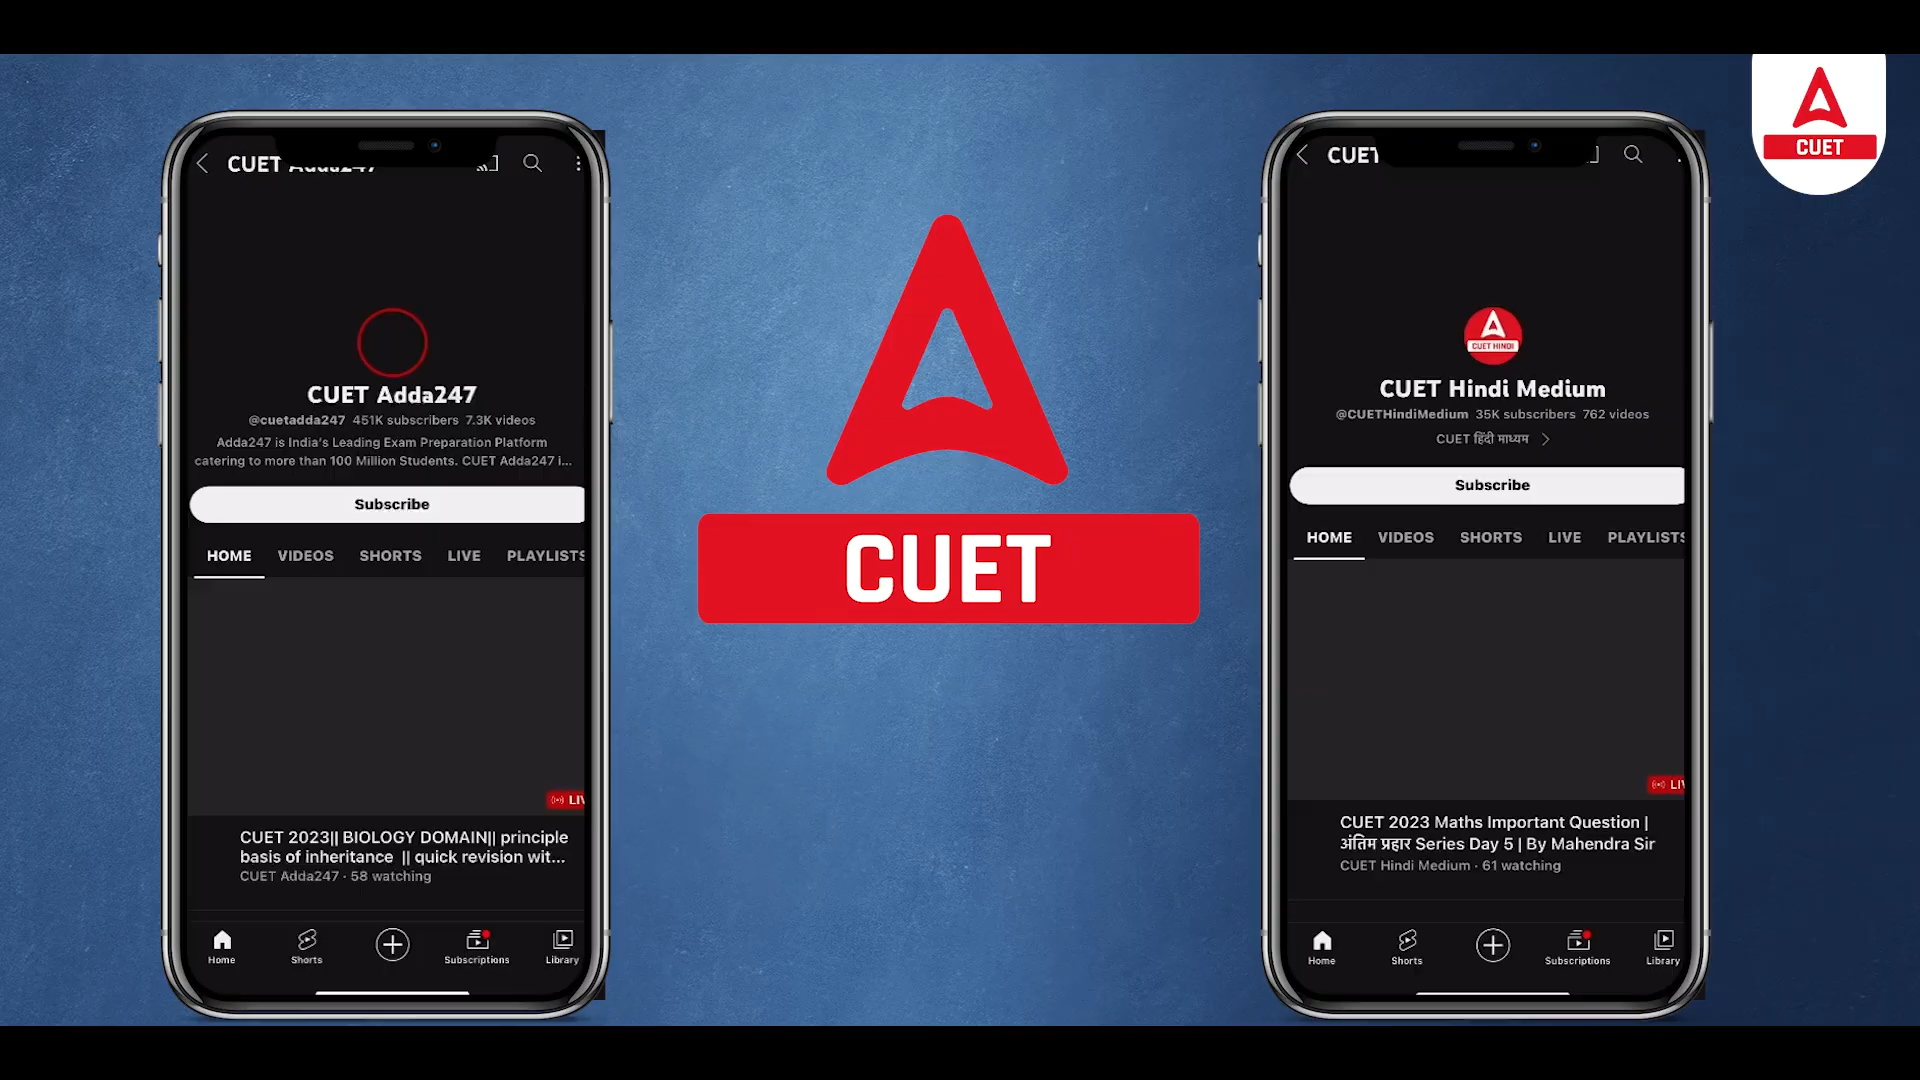 CUET Adda247
CUET Adda247
@cuetadda247 451K subscribers 7.3K videos
Adda247 is India's Leading Exam Preparation Platform
catering to more than 100 Million Students. CUET Adda247 i...
Subscribe
HOME VIDEOS SHORTS LIVE PLAYLISTS
LIV
CUET 2023|| BIOLOGY DOMAIN|| principle
basis of inheritance || quick revision wit...
CUET Adda247 · 58 watching
Home Shorts Subscriptions Library
CUET
CUET
CUET HINDI
CUET Hindi Medium
@CUETHindiMedium 35K subscribers 762 videos
CUET हिंदी माध्यम
Subscribe
HOME VIDEOS SHORTS LIVE PLAYLISTS
LIV
CUET 2023 Maths Important Question |
अंतिम प्रहार Series Day 5 | By Mahendra Sir
CUET Hindi Medium · 61 watching
Home Shorts Subscriptions Library
CUET